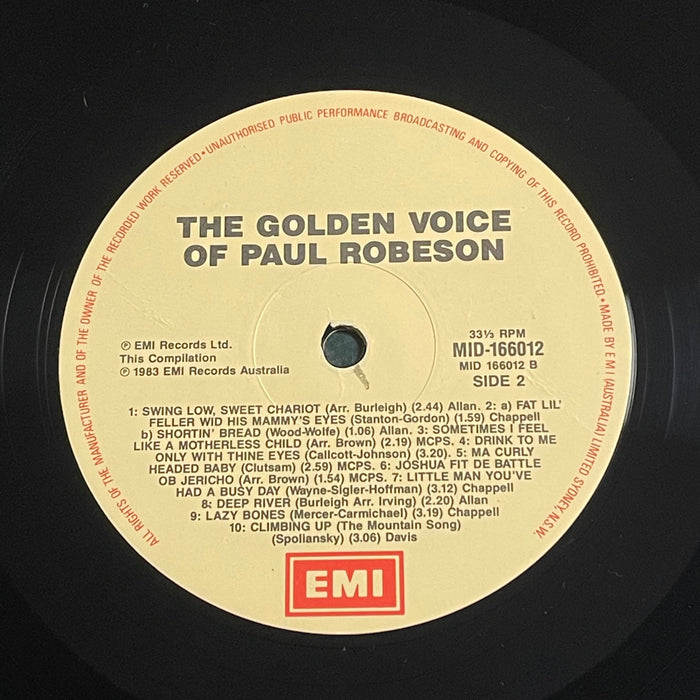 ALL RIGHTS OF THE MANUFACTURER AND OF THE OWNER OF THE RECORDED WORK RESERVED • UNAUTHORISED PUBLIC PERFORMANCE BROADCASTING AND COPYING OF THIS RECORD PROHIBITED. • MADE BY E M I (AUSTRALIA) LIMITED SYDNEY, N.S.W.
THE GOLDEN VOICE
OF PAUL ROBESON
℗ EMI Records Ltd.
This Compilation
℗ 1983 EMI Records Australia
33⅓ RPM
MID-166012
MID 166012 B
SIDE 2
1: SWING LOW, SWEET CHARIOT (Arr. Burleigh) (2.44) Allan. 2: a) FAT LIL'
FELLER WID HIS MAMMY'S EYES (Stanton-Gordon) (1.59) Chappell
b) SHORTIN' BREAD (Wood-Wolfe) (1.06) Allan. 3: SOMETIMES I FEEL
LIKE A MOTHERLESS CHILD (Arr. Brown) (2.19) MCPS. 4: DRINK TO ME
ONLY WITH THINE EYES (Callcott-Johnson) (3.20). 5: MA CURLY
HEADED BABY (Clutsam) (2.59) MCPS. 6: JOSHUA FIT DE BATTLE
OB JERICHO (Arr. Brown) (1.54) MCPS. 7: LITTLE MAN YOU'VE
HAD A BUSY DAY (Wayne-Sigler-Hoffman) (3.12) Chappell
8: DEEP RIVER (Burleigh Arr. Irving) (2.20) Allan
9: LAZY BONES (Mercer-Carmichael) (3.19) Chappell
10: CLIMBING UP (The Mountain Song)
(Spoliansky) (3.06) Davis
EMI